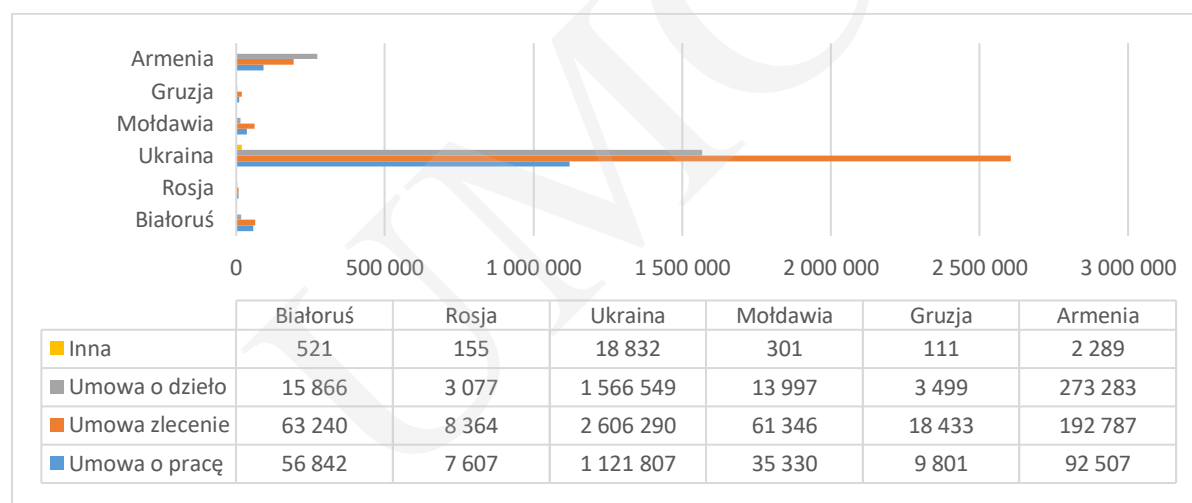 Armenia
Gruzja
Mołdawia
Ukraina
Rosja
Białoruś
0 500 000 1 000 000 1 500 000 2 000 000 2 500 000 3 000 000
Białoruś Rosja Ukraina Mołdawia Gruzja Armenia
Inna 521 155 18 832 301 111 2 289
Umowa o dzieło 15 866 3 077 1 566 549 13 997 3 499 273 283
Umowa zlecenie 63 240 8 364 2 606 290 61 346 18 433 192 787
Umowa o pracę 56 842 7 607 1 121 807 35 330 9 801 92 507
UMC